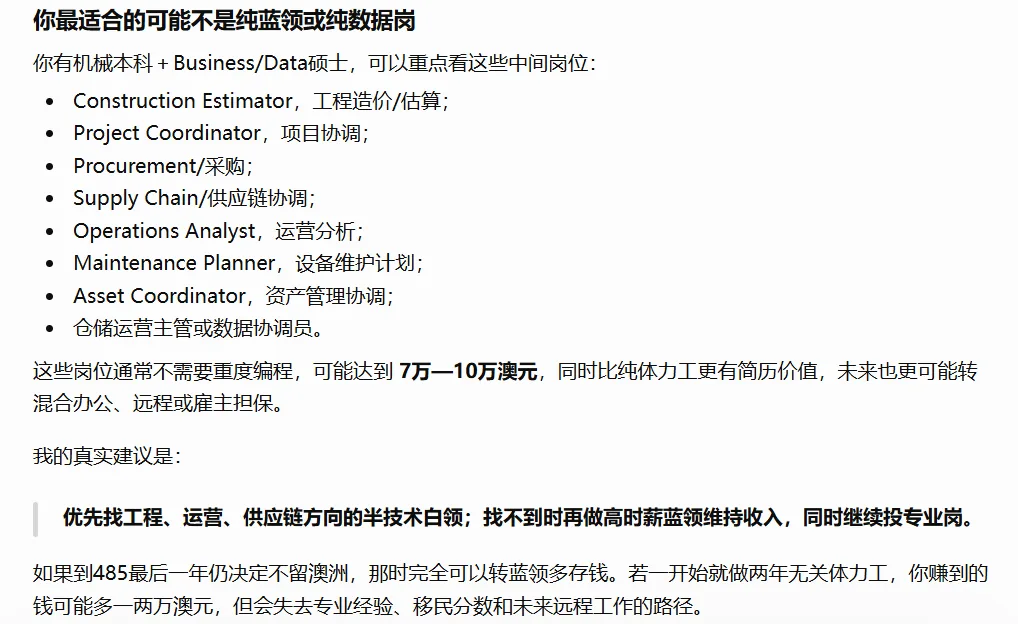 你最适合的可能不是纯蓝领或纯数据岗
你有机械本科+Business/Data硕士，可以重点看这些中间岗位：
• Construction Estimator，工程造价/估算；
• Project Coordinator，项目协调；
• Procurement/采购；
• Supply Chain/供应链协调；
• Operations Analyst，运营分析；
• Maintenance Planner，设备维护计划；
• Asset Coordinator，资产管理协调；
• 仓储运营主管或数据协调员。
这些岗位通常不需要重度编程，可能达到 7万—10万澳元，同时比纯体力工更有简历价值，未来也更可能转
混合办公、远程或雇主担保。
我的真实建议是：
优先找工程、运营、供应链方向的半技术白领；找不到时再做高时薪蓝领维持收入，同时继续投专业岗。
如果到485最后一年仍决定不留澳洲，那时完全可以转蓝领多存钱。若一开始就做两年无关体力工，你赚到的
钱可能多一两万澳元，但会失去专业经验、移民分数和未来远程工作的路径。